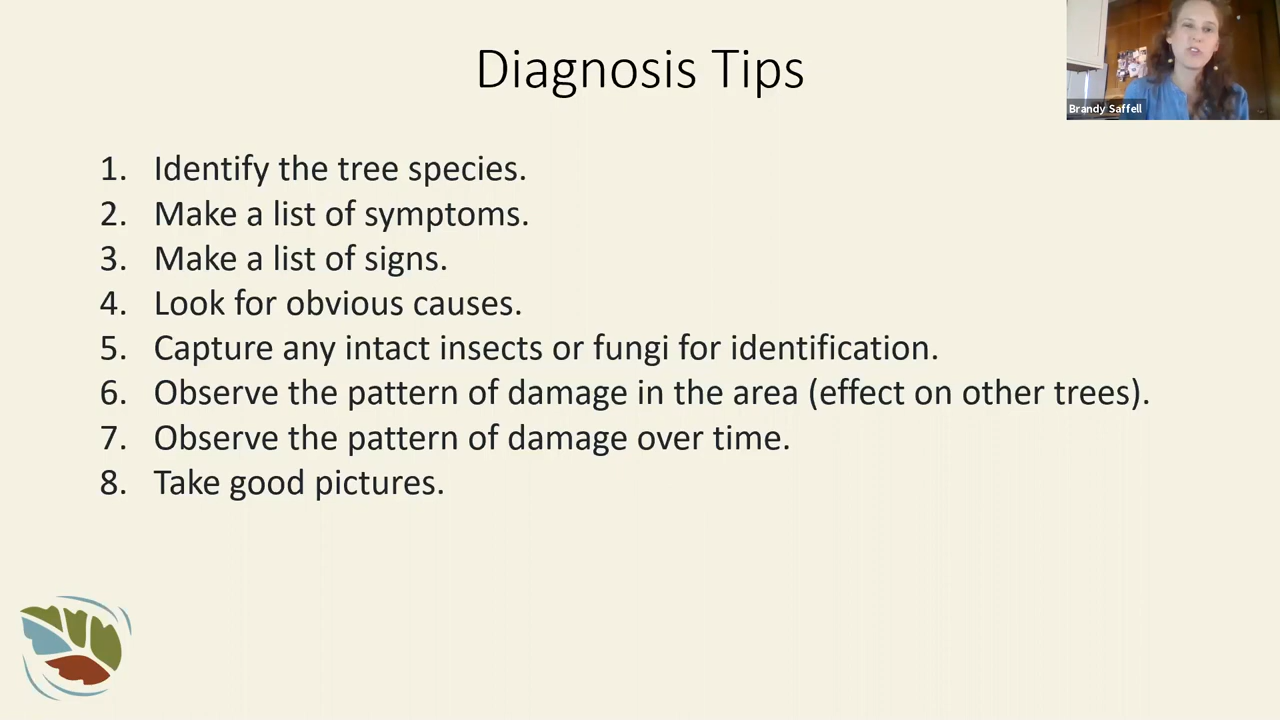 Diagnosis Tips
Brandy Saffell
1. Identify the tree species.
2. Make a list of symptoms.
3. Make a list of signs.
4. Look for obvious causes.
5. Capture any intact insects or fungi for identification.
6. Observe the pattern of damage in the area (effect on other trees).
7. Observe the pattern of damage over time.
8. Take good pictures.